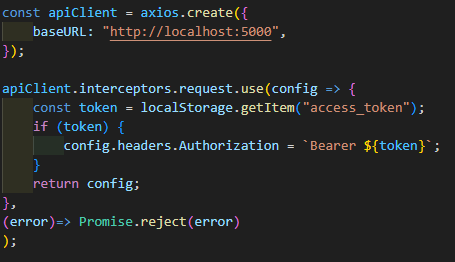 const apiClient = axios.create({
    baseURL: "http://localhost:5000",
});

apiClient.interceptors.request.use(config => {
    const token = localStorage.getItem("access_token");
    if (token) {
        config.headers.Authorization = `Bearer ${token}`;
    }
    return config;
},
(error)=> Promise.reject(error)
);